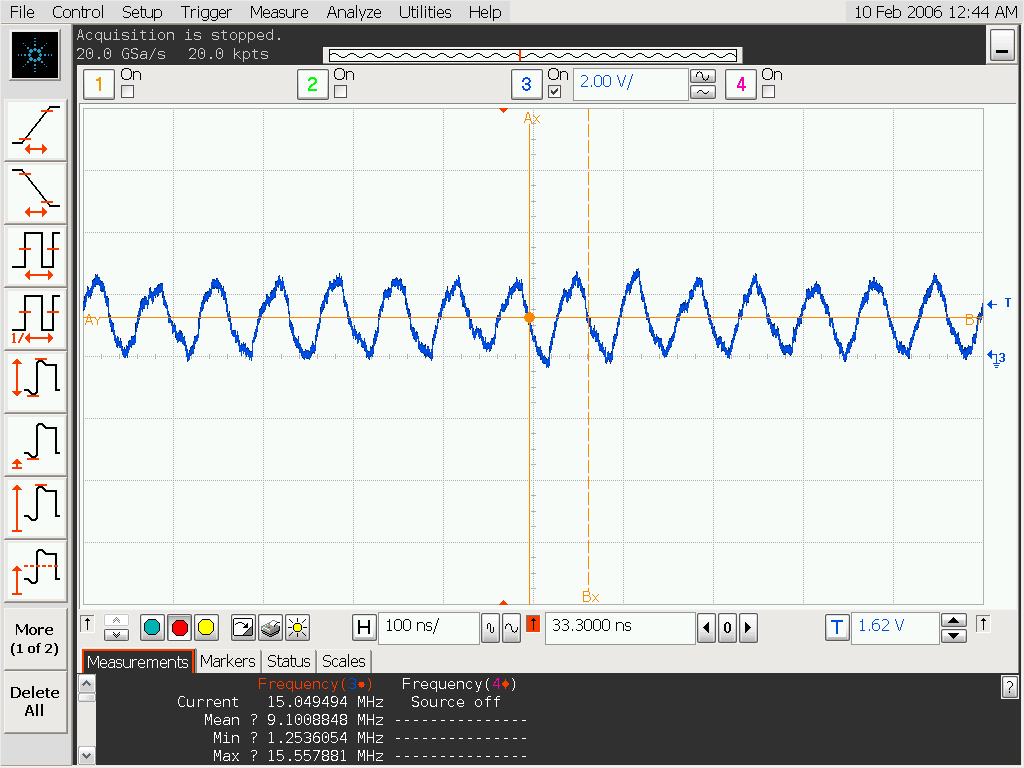 File Control Setup Trigger Measure Analyze Utilities Help 10 Feb 2006 12:44 AM
Acquisition is stopped.
20.0 GSa/s 20.0 kpts
1 On 2 On 3 On 2.00 V/ 4 On
Ax
T
Ay By
3
1/
Bx
More
(1 of 2)
Delete
All
H 100 ns/ 33.3000 ns 0 T 1.62 V
Measurements Markers Status Scales
Frequency(3) Frequency(4)
Current 15.049494 MHz Source off
Mean ? 9.1008848 MHz ---------------
Min ? 1.2536054 MHz ---------------
Max ? 15.557881 MHz ---------------
?